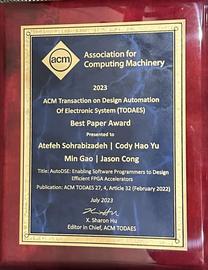 acm
Association for
Computing Machinery
2023
ACM Transaction on Design Automation
Of Electronic System (TODAES)
Best Paper Award
Presented to
Atefeh Sohrabizadeh | Cody Hao Yu
Min Gao | Jason Cong
Title: AutoDSE: Enabling Software Programmers to Design
Efficient FPGA Accelerators
Publication: ACM TODAES 27, 4, Article 32 (February 2022)
July 2023
X. Sharon Hu
Editor in Chief, ACM TODAES